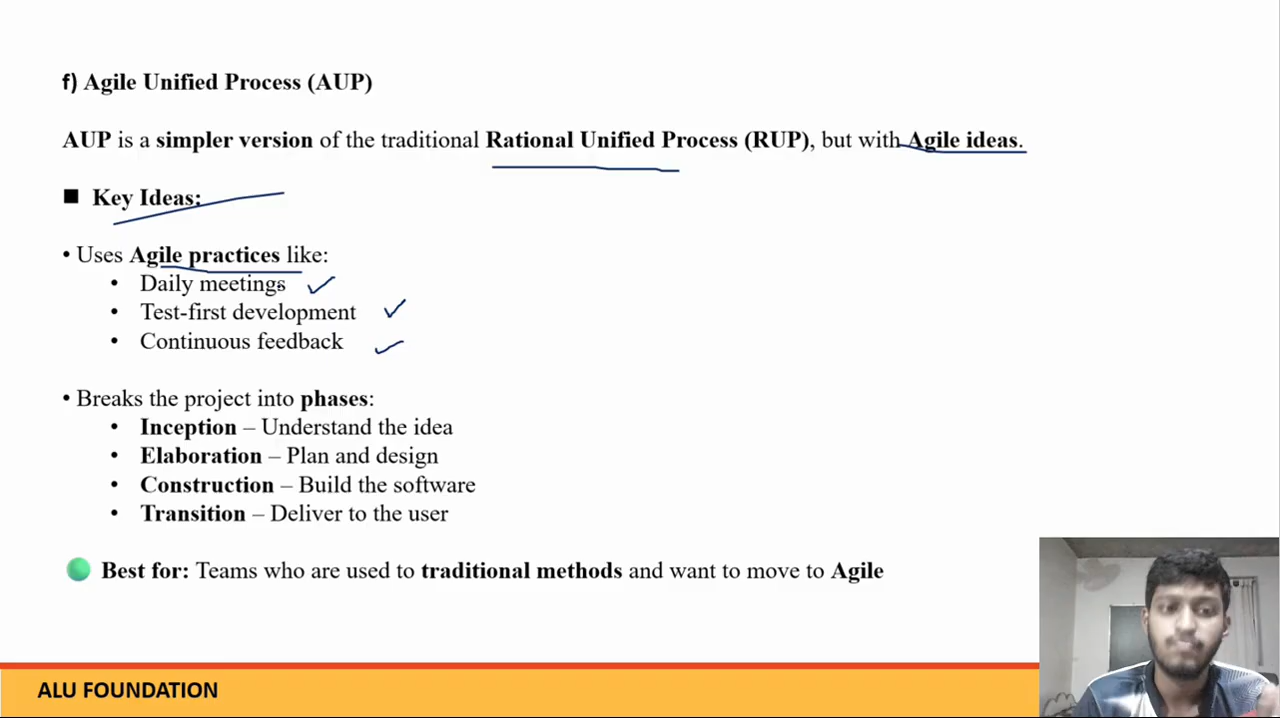 f) Agile Unified Process (AUP)
AUP is a simpler version of the traditional Rational Unified Process (RUP), but with Agile ideas.
■ Key Ideas:
• Uses Agile practices like:
• Daily meetings
• Test-first development
• Continuous feedback
• Breaks the project into phases:
• Inception – Understand the idea
• Elaboration – Plan and design
• Construction – Build the software
• Transition – Deliver to the user
Best for: Teams who are used to traditional methods and want to move to Agile
ALU FOUNDATION